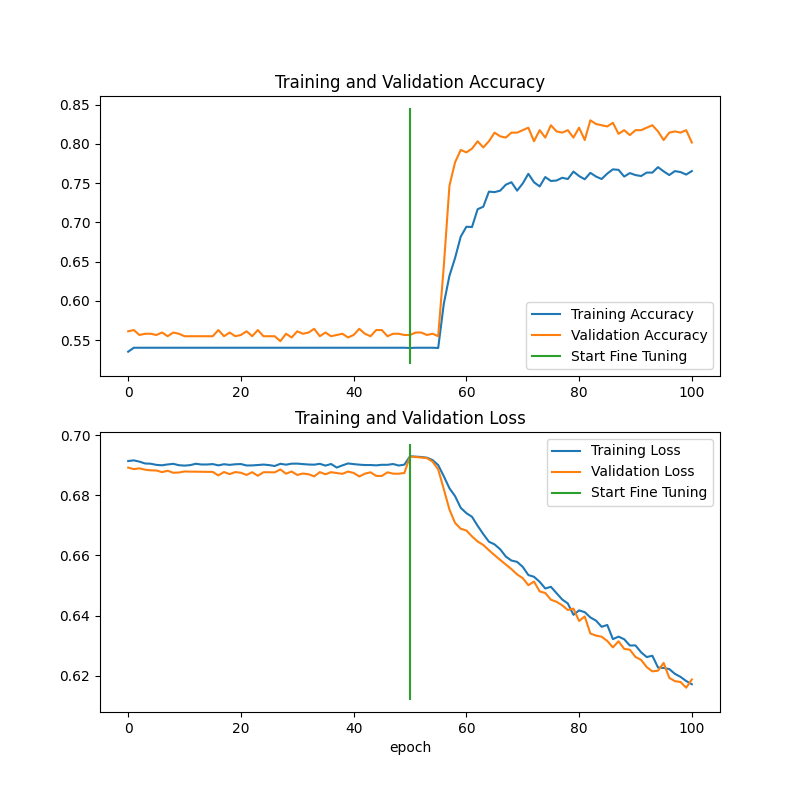 Training and Validation Accuracy
0.85
0.80
0.75
0.70
0.65
0.60
0.55
Training Accuracy
Validation Accuracy
Start Fine Tuning
0 20 40 60 80 100
Training and Validation Loss
0.70
0.68
0.66
0.64
0.62
Training Loss
Validation Loss
Start Fine Tuning
0 20 40 60 80 100
epoch